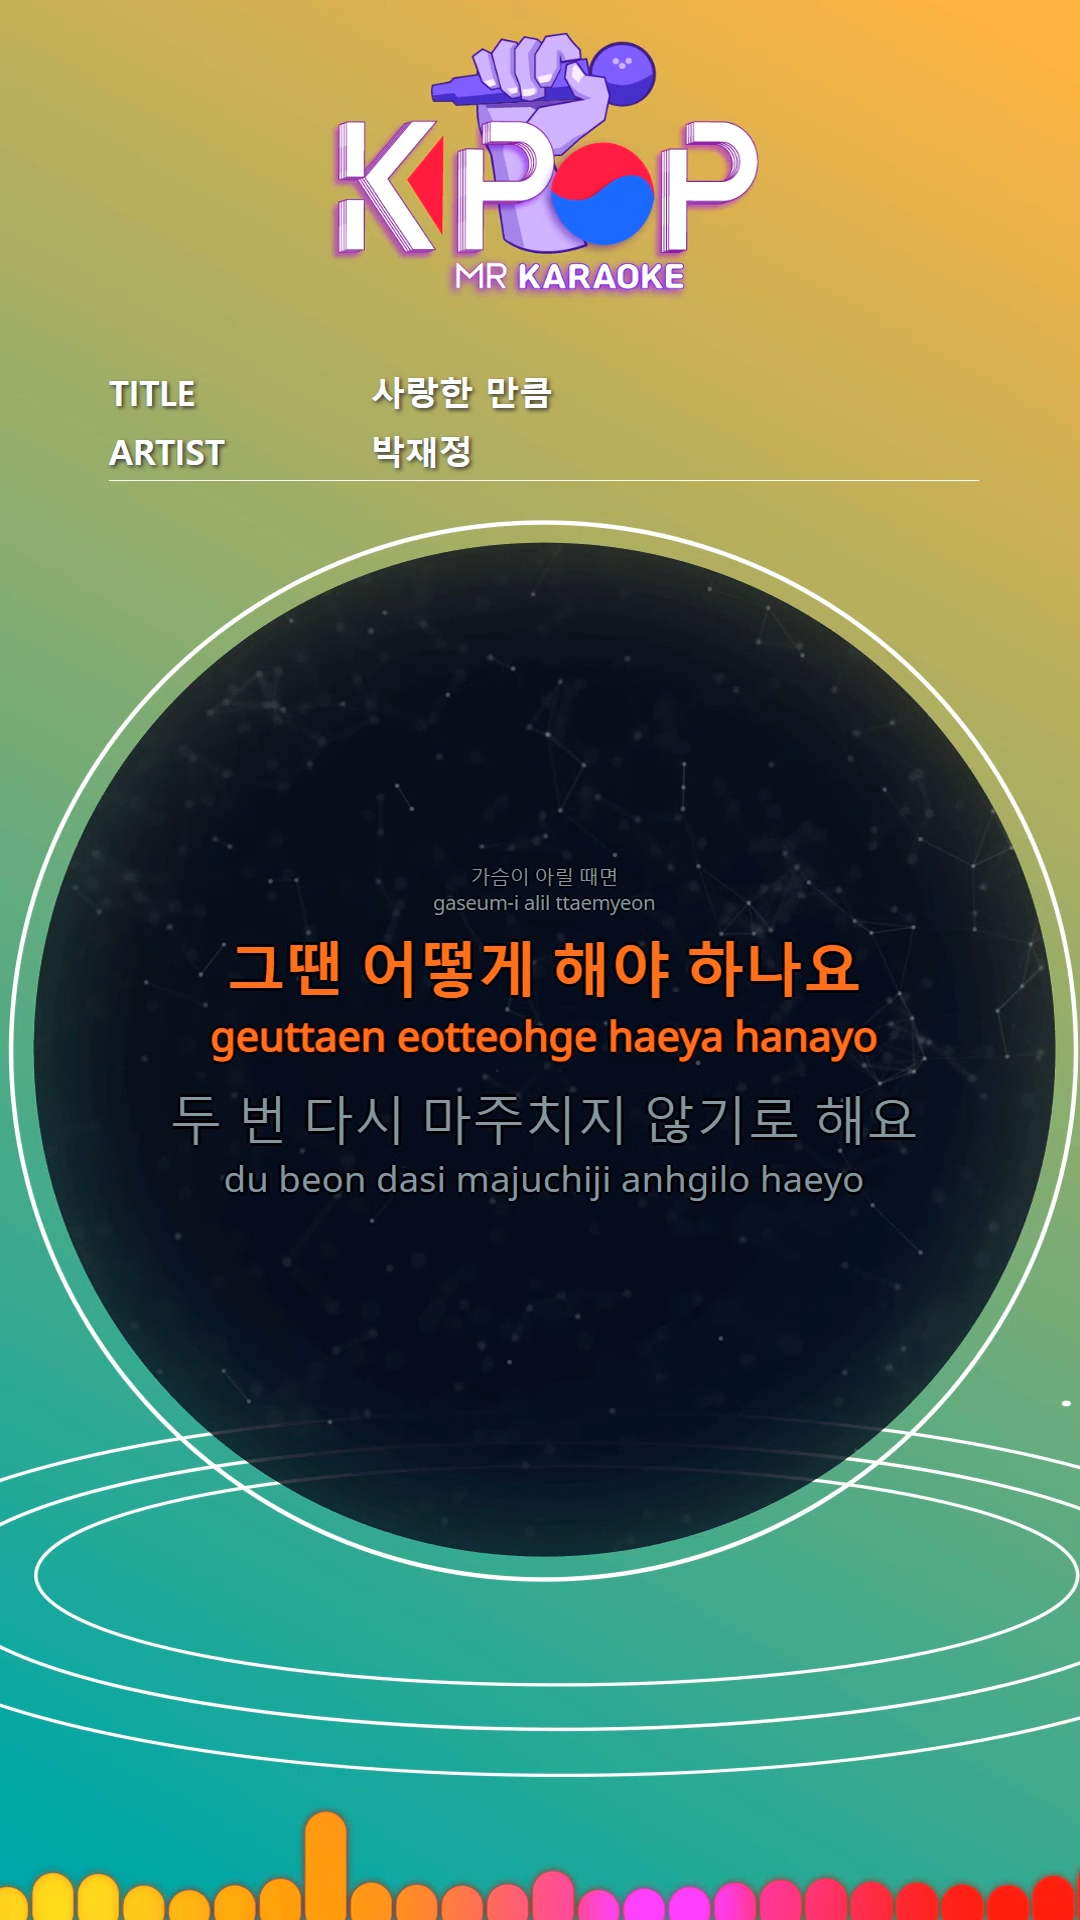 KPOP
MR KARAOKE
TITLE 사랑한 만큼
ARTIST 박재정
가슴이 아릴 때면
gaseum-i alil ttaemyeon
그땐 어떻게 해야 하나요
geuttaen eotteohge haeya hanayo
두 번 다시 마주치지 않기로 해요
du beon dasi majuchiji anhgilo haeyo